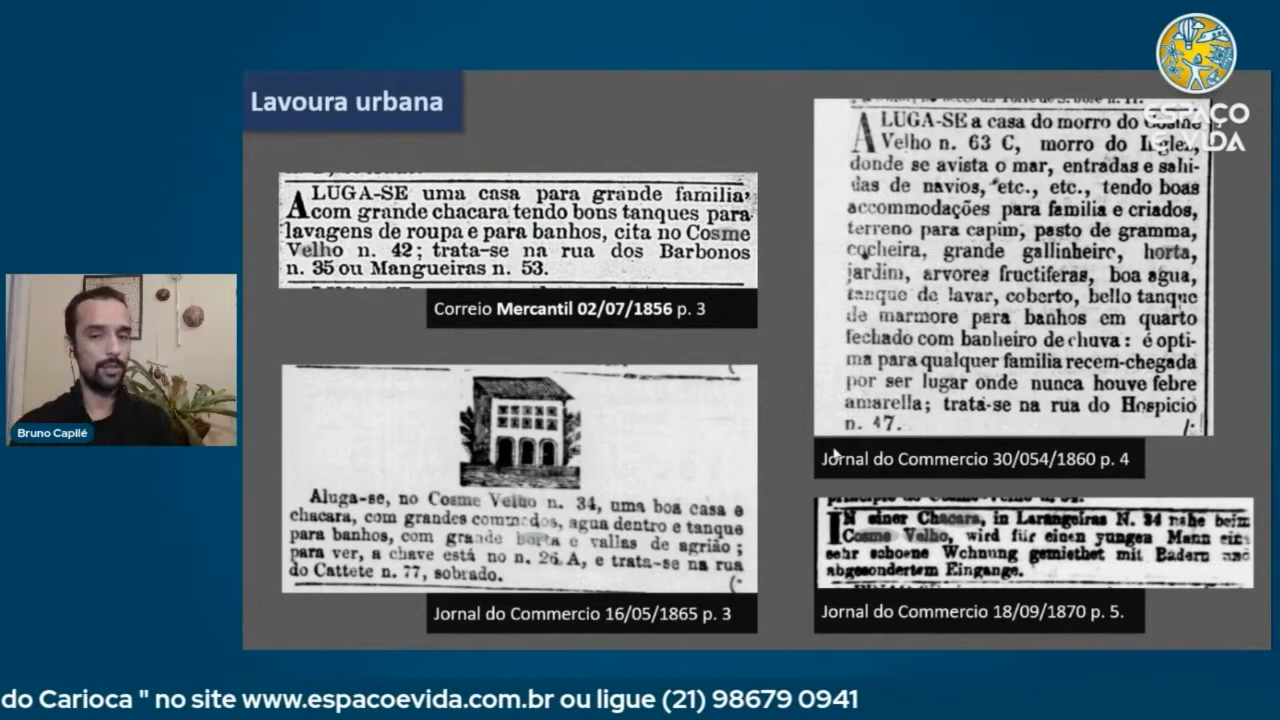 ESPAÇO
E VIDA
Lavoura urbana
ALUGA-SE uma casa para grande familia,
com grande chacara tendo bons tanques para
lavagens de roupa e para banhos, cita no Cosme
Velho n. 42; trata-se na rua dos Barbonos
n. 35 ou Mangueiras n. 53.
Correio Mercantil 02/07/1856 p. 3
Aluga-se, no Cosme Velho n. 34, uma boa casa e
chacara, com grandes commodos, agua dentro e tanque
para banhos, com grande horta e vallas de agrião;
para ver, a chave está no n. 26 A, e trata-se na rua
do Cattete n. 77, sobrado.
Jornal do Commercio 16/05/1865 p. 3
ALUGA-SE a casa do morro do Cosme
Velho n. 63 C, morro do Inglez,
donde se avista o mar, entradas e sahi-
das de navios, etc., etc., tendo boas
accommodações para familia e criados,
terreno para capim, pasto de gramma,
cocheira, grande gallinheiro, horta,
jardim, arvores fructiferas, boa agua,
tanque de lavar, coberto, bello tanque
de marmore para banhos em quarto
fechado com banheiro de chuva: é opti-
ma para qualquer familia recem-chegada
por ser lugar onde nunca houve febre
amarella; trata-se na rua do Hospicio
n. 47.
Jornal do Commercio 30/054/1860 p. 4
IN einer Chacara, in Larangeiras N. 34 nahe beim
Cosme Velho, wird für einen yungen Mann ein
sehr schoene Wohnung gemiethet mit Badern und
abgesondertem Eingange.
Jornal do Commercio 18/09/1870 p. 5.
Bruno Capilé
do Carioca " no site www.espacoevida.com.br ou ligue (21) 98679 0941